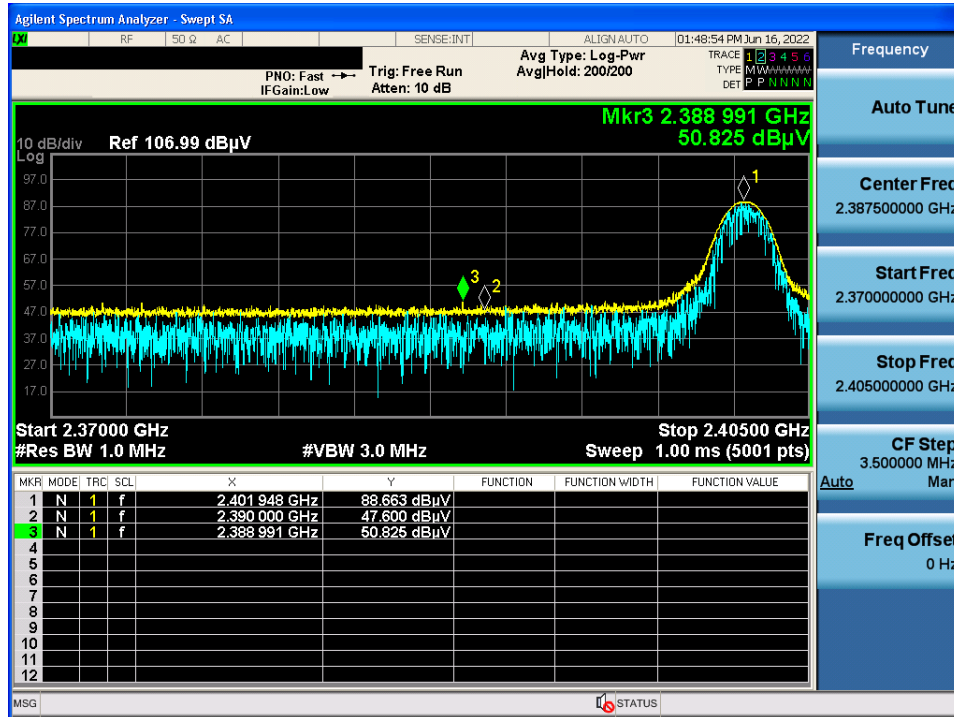 Agilent Spectrum Analyzer - Swept SA
LXI RF 50 Ω AC SENSE:INT ALIGN AUTO 01:48:54 PM Jun 16, 2022
PNO: Fast Trig: Free Run Avg Type: Log-Pwr TRACE 1 2 3 4 5 6
IFGain:Low Atten: 10 dB Avg|Hold: 200/200 TYPE M W W W W W
DET P P N N N N
Mkr3 2.388 991 GHz
50.825 dBµV
10 dB/div Ref 106.99 dBµV
Log
97.0
87.0
77.0
67.0
57.0
47.0
37.0
27.0
17.0
1
3
2
Start 2.37000 GHz Stop 2.40500 GHz
#Res BW 1.0 MHz #VBW 3.0 MHz Sweep 1.00 ms (5001 pts)
MKR MODE TRC SCL X Y FUNCTION FUNCTION WIDTH FUNCTION VALUE
1 N 1 f 2.401 948 GHz 88.663 dBµV
2 N 1 f 2.390 000 GHz 47.600 dBµV
3 N 1 f 2.388 991 GHz 50.825 dBµV
4
5
6
7
8
9
10
11
12
MSG STATUS
Frequency
Auto Tune
Center Freq
2.387500000 GHz
Start Freq
2.370000000 GHz
Stop Freq
2.405000000 GHz
CF Step
3.500000 MHz
Auto Man
Freq Offset
0 Hz